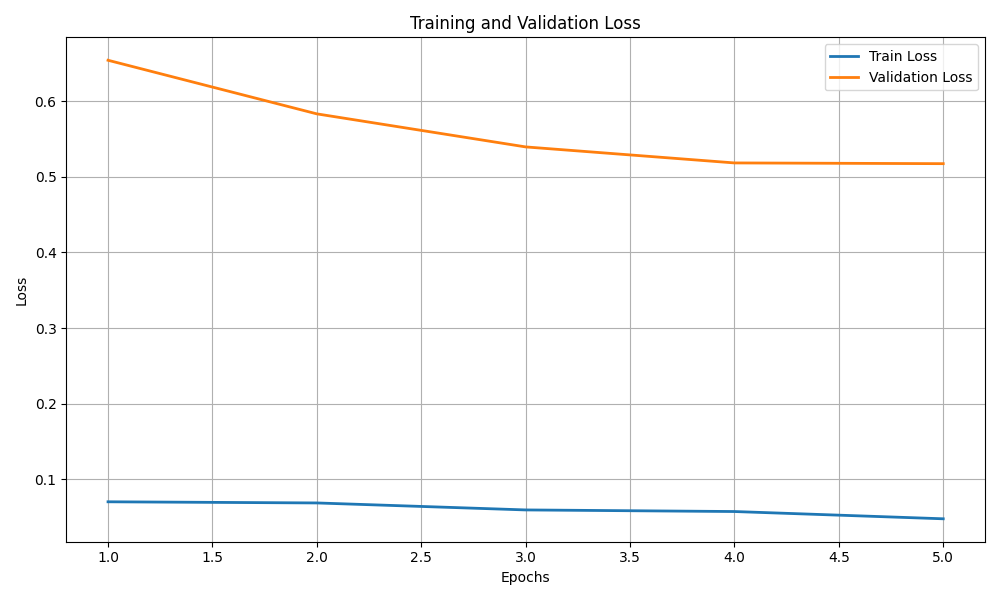 Training and Validation Loss
Train Loss
Validation Loss
0.6
0.5
0.4
0.3
0.2
0.1
Loss
1.0 1.5 2.0 2.5 3.0 3.5 4.0 4.5 5.0
Epochs